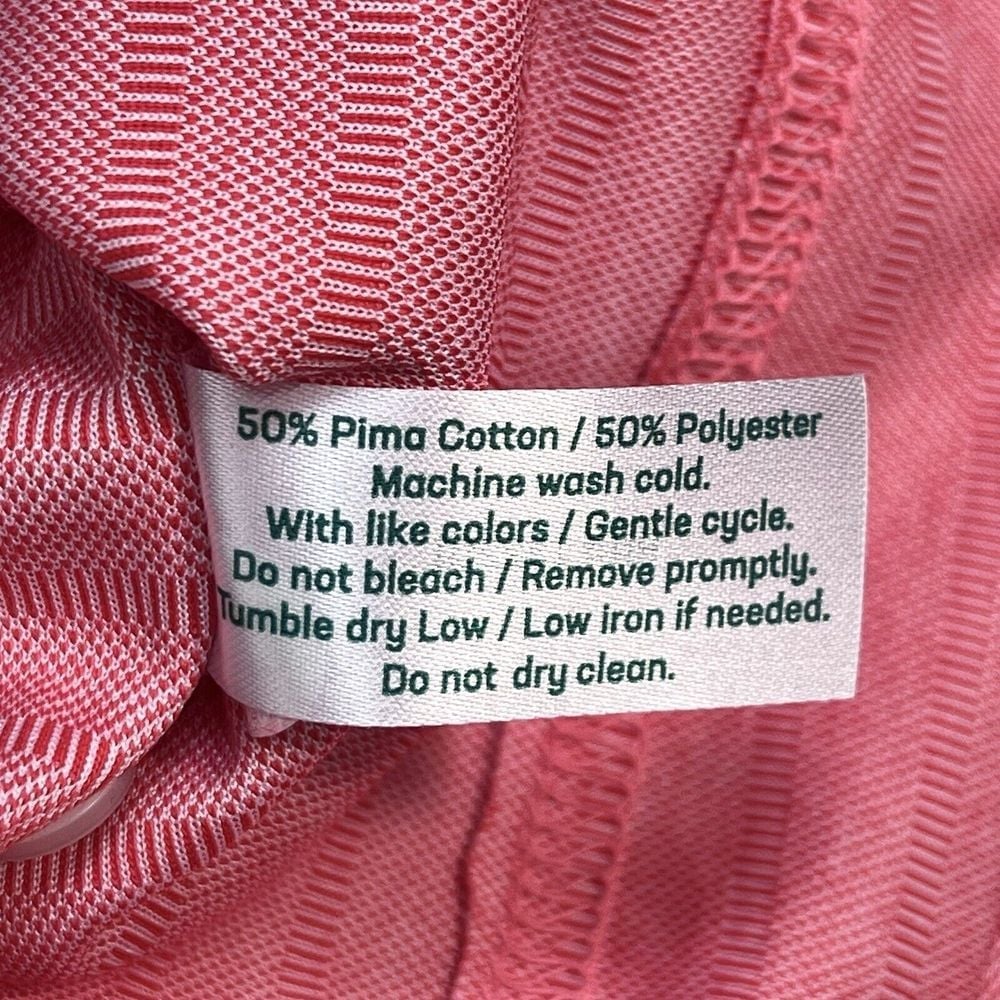 50% Pima Cotton / 50% Polyester
Machine wash cold.
With like colors / Gentle cycle.
Do not bleach / Remove promptly.
Tumble dry Low / Low iron if needed.
Do not dry clean.